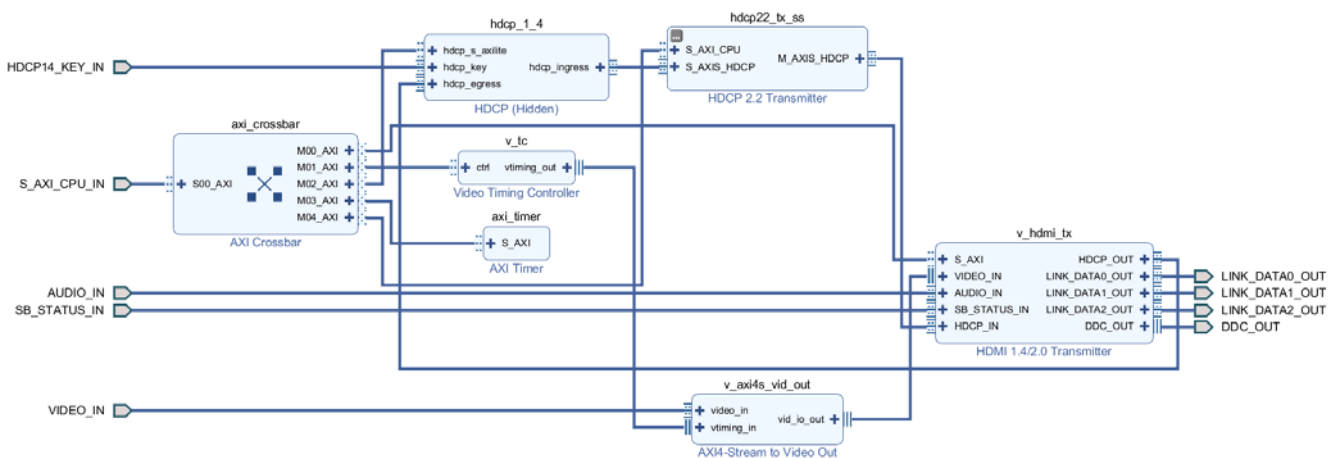 hdcp_1_4
hdcp_s_axilite
hdcp_key
hdcp_egress
hdcp_ingress
HDCP (Hidden)
hdcp22_tx_ss
...
S_AXI_CPU
S_AXIS_HDCP
M_AXIS_HDCP
HDCP 2.2 Transmitter
HDCP14_KEY_IN
axi_crossbar
S00_AXI
M00_AXI
M01_AXI
M02_AXI
M03_AXI
M04_AXI
AXI Crossbar
S_AXI_CPU_IN
v_tc
ctrl
vtiming_out
Video Timing Controller
axi_timer
S_AXI
AXI Timer
AUDIO_IN
SB_STATUS_IN
v_hdmi_tx
S_AXI
VIDEO_IN
AUDIO_IN
SB_STATUS_IN
HDCP_IN
HDCP_OUT
LINK_DATA0_OUT
LINK_DATA1_OUT
LINK_DATA2_OUT
DDC_OUT
HDMI 1.4/2.0 Transmitter
LINK_DATA0_OUT
LINK_DATA1_OUT
LINK_DATA2_OUT
DDC_OUT
VIDEO_IN
v_axi4s_vid_out
video_in
vtiming_in
vid_io_out
AXI4-Stream to Video Out